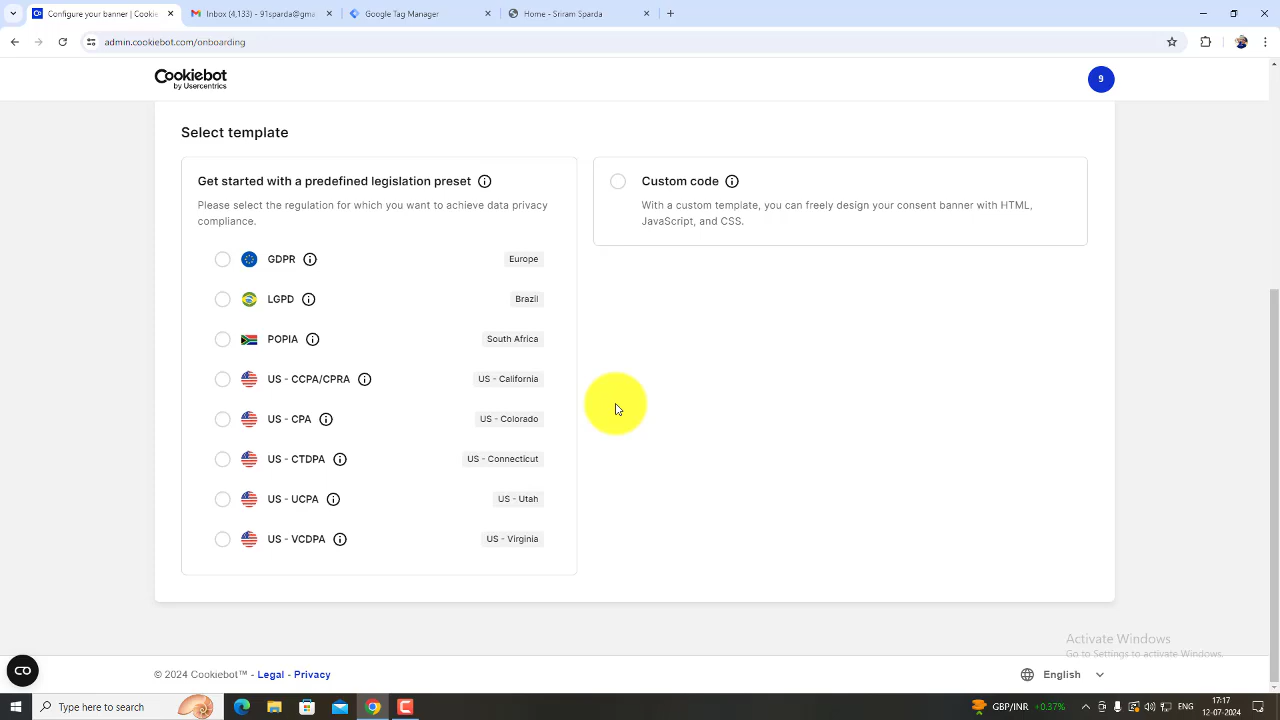 Configure your banner | Cookiebot
Inbox (4,133) - 91sparda@gm
Google Tag Manager
Home - Sriram Sparda
admin.cookiebot.com/onboarding
Cookiebot
by Usercentrics
9
Select template
Get started with a predefined legislation preset
Please select the regulation for which you want to achieve data privacy
compliance.
GDPR Europe
LGPD Brazil
POPIA South Africa
US - CCPA/CPRA US - California
US - CPA US - Colorado
US - CTDPA US - Connecticut
US - UCPA US - Utah
US - VCDPA US - Virginia
Custom code
With a custom template, you can freely design your consent banner with HTML,
JavaScript, and CSS.
Activate Windows
Go to Settings to activate Windows.
© 2024 Cookiebot™ - Legal - Privacy
English
Type here to search
GBP/INR +0.37%
ENG
17:17
12-07-2024